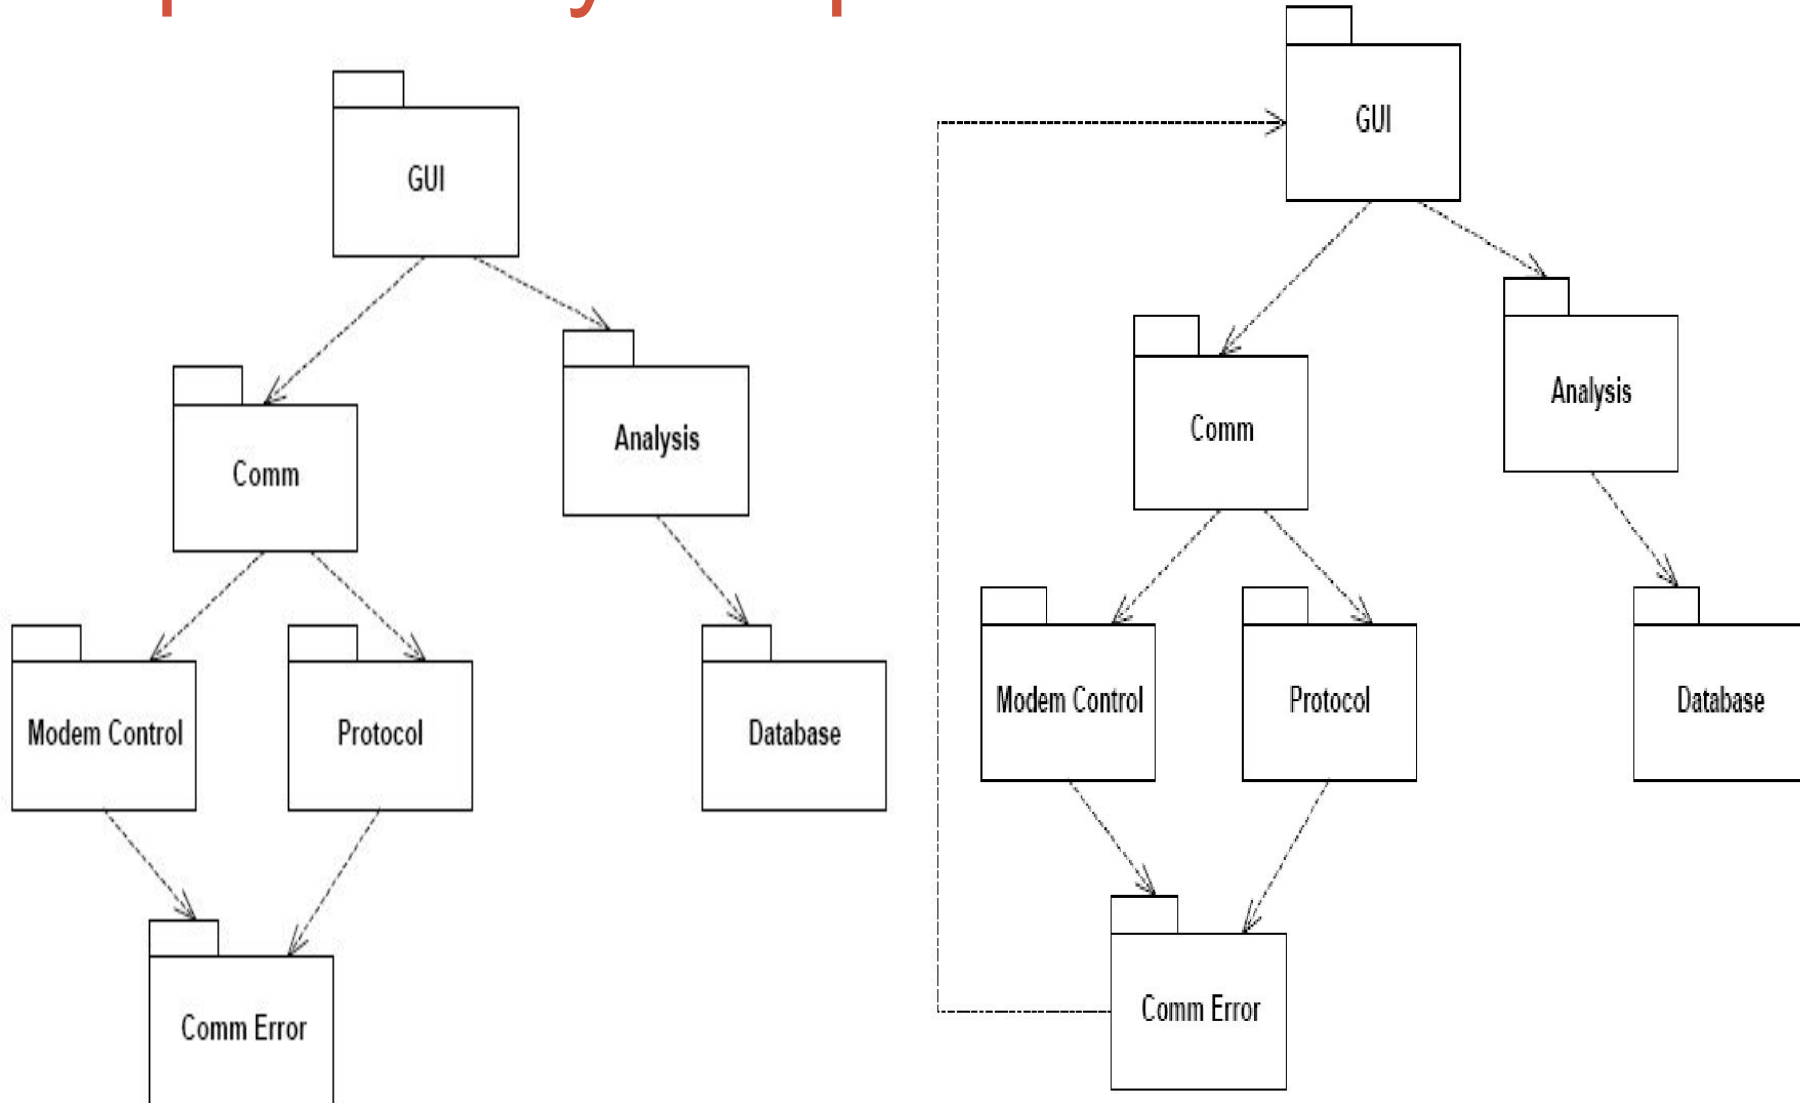 GUI
Comm
Analysis
Modem Control
Protocol
Database
Comm Error
GUI
Comm
Analysis
Modem Control
Protocol
Database
Comm Error